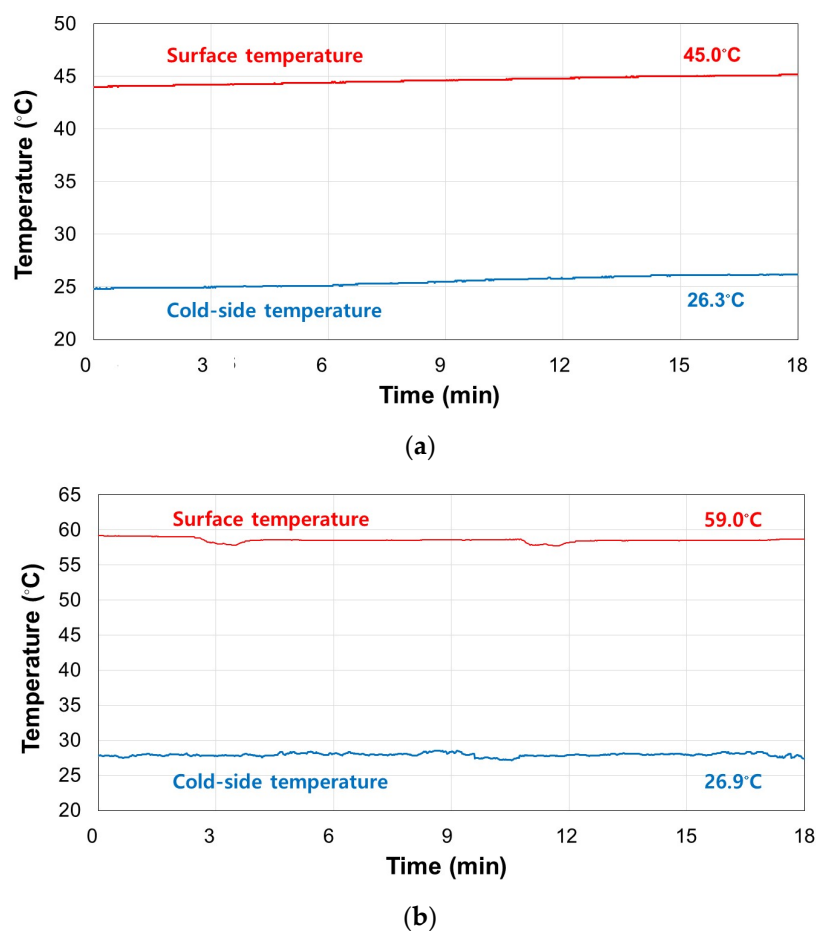 50
Surface temperature 45.0°C
45
40
35
30
25
Cold-side temperature 26.3°C
20
Temperature (°C)
0 3 6 9 12 15 18
Time (min)
(a)
65
Surface temperature 59.0°C
60
55
50
45
40
35
30
25
Cold-side temperature 26.9°C
20
Temperature (°C)
0 3 6 9 12 15 18
Time (min)
(b)